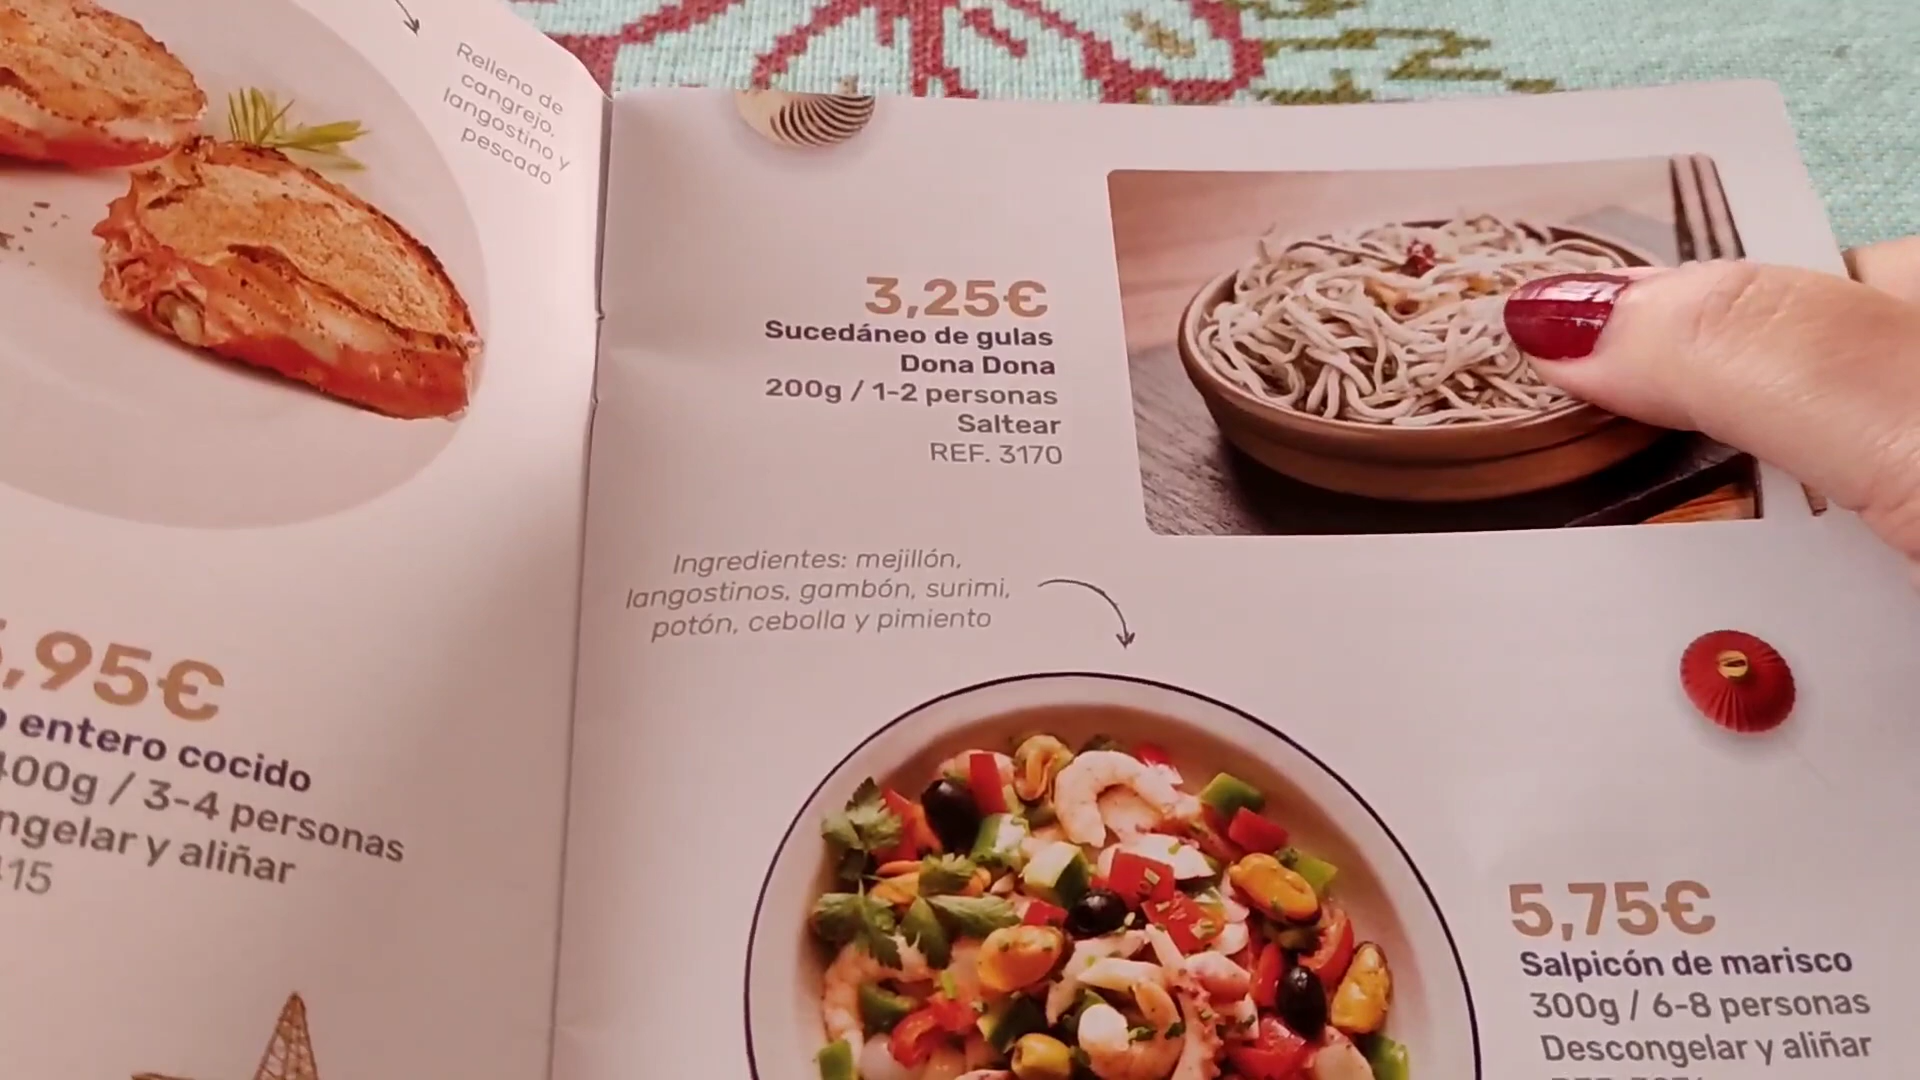 Relleno de
cangrejo,
langostino y
pescado
,95€
entero cocido
00g / 3-4 personas
ngelar y aliñar
15
3,25€
Sucedáneo de gulas
Dona Dona
200g / 1-2 personas
Saltear
REF. 3170
Ingredientes: mejillón,
langostinos, gambón, surimi,
potón, cebolla y pimiento
5,75€
Salpicón de marisco
300g / 6-8 personas
Descongelar y aliñar